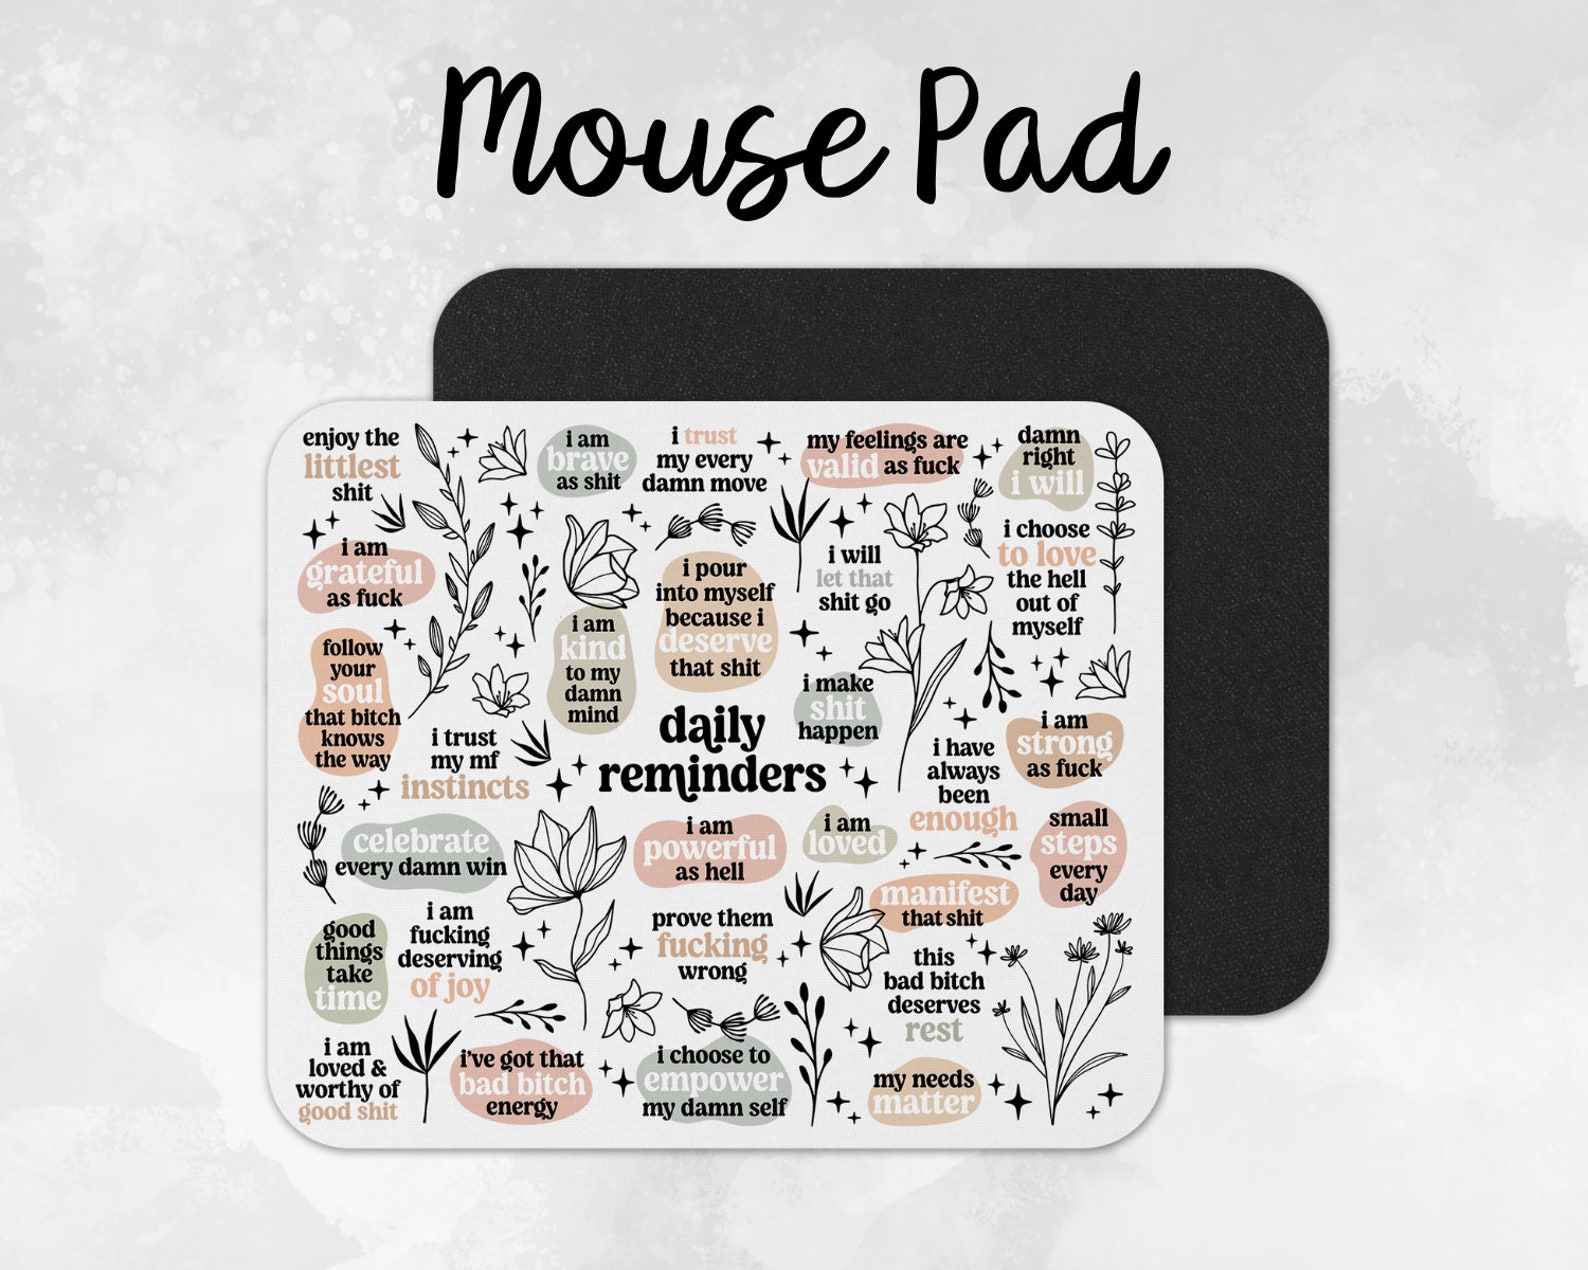 Mouse Pad
enjoy the
littlest
shit
i am
brave
as shit
i trust
my every
damn move
my feelings are
valid as fuck
damn
right
i will
i am
grateful
as fuck
i pour
into myself
because i
deserve
that shit
i will
let that
shit go
i choose
to love
the hell
out of
myself
follow
your
soul
that bitch
knows
the way
i am
kind
to my
damn
mind
i make
shit
happen
i trust
my mf
instincts
daily
reminders
i have
always
been
enough
i am
strong
as fuck
celebrate
every damn win
i am
powerful
as hell
i am
loved
small
steps
every
day
manifest
that shit
good
things
take
time
i am
fucking
deserving
of joy
prove them
fucking
wrong
this
bad bitch
deserves
rest
i am
loved &
worthy of
good shit
i've got that
bad bitch
energy
i choose to
empower
my damn self
my needs
matter